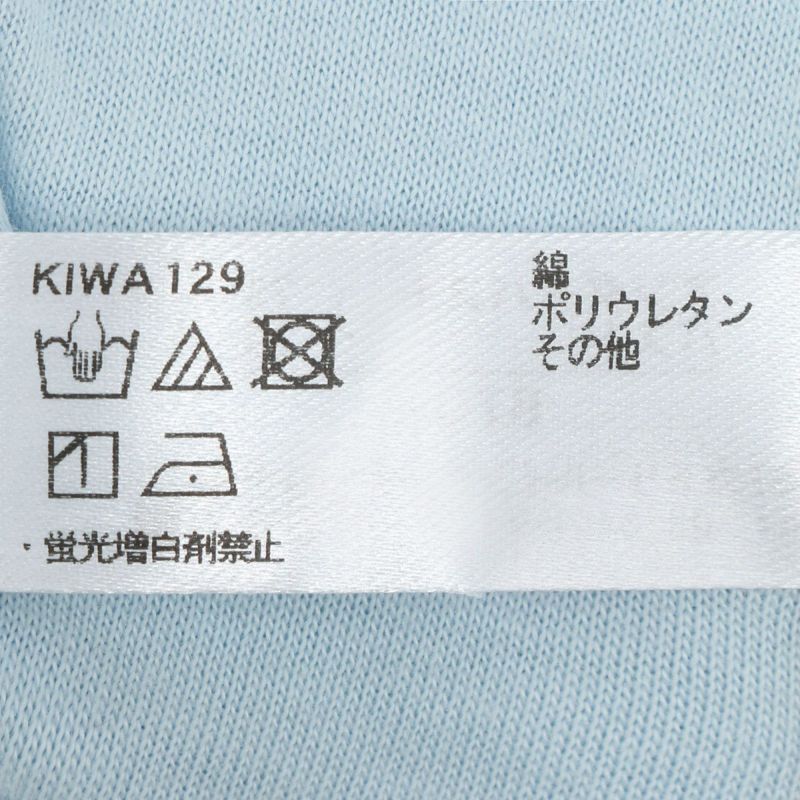 KIWA129
・蛍光増白剤禁止
綿
ポリウレタン
その他